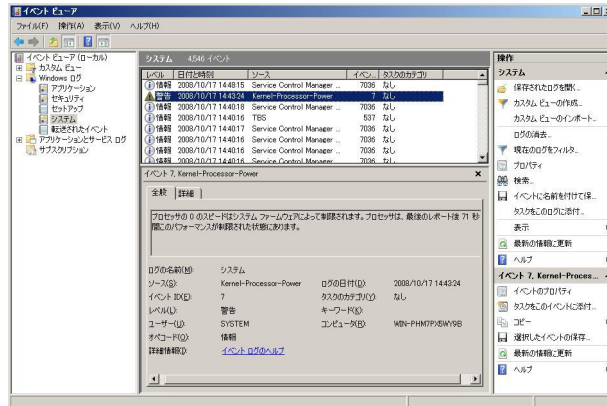 イベント ビューア
ファイル(F) 操作(A) 表示(V) ヘルプ(H)
イベント ビューア (ローカル)
カスタム ビュー
Windows ログ
アプリケーション
セキュリティ
セットアップ
システム
転送されたイベント
アプリケーションとサービス ログ
サブスクリプション
システム 4,646 イベント
レベル 日付と時刻 ソース イベン... タスクのカテゴリ
情報 2008/10/17 14:48:15 Service Control Manager ... 7036 なし
警告 2008/10/17 14:43:24 Kernel-Processor-Power 7 なし
情報 2008/10/17 14:40:18 Service Control Manager ... 7036 なし
情報 2008/10/17 14:40:16 TBS 537 なし
情報 2008/10/17 14:40:17 Service Control Manager ... 7036 なし
情報 2008/10/17 14:40:16 Service Control Manager ... 7036 なし
情報 2008/10/17 14:40:16 Service Control Manager ... 7036 なし
イベント 7, Kernel-Processor-Power
全般 詳細
プロセッサの 0 のスピードはシステム ファームウェアによって制限されます。プロセッサは、最後のレポート後 71 秒
間このパフォーマンスが制限された状態にあります。
ログの名前(M): システム
ソース(S): Kernel-Processor-Power ログの日付(D): 2008/10/17 14:43:24
イベント ID(E): 7 タスクのカテゴリ(Y): なし
レベル(L): 警告 キーワード(K):
ユーザー(U): SYSTEM コンピュータ(R):
オペコード(O): 情報
詳細情報(I): イベント ログのヘルプ
操作
システム
保存されたログを開く...
カスタム ビューの作成...
カスタム ビューのインポート...
ログの消去...
現在のログをフィルタ...
プロパティ
検索...
イベントに名前を付けて保...
タスクをこのログに添付...
表示
最新の情報に更新
ヘルプ
イベント 7, Kernel-Proces...
イベントのプロパティ
タスクをこのイベントに添付...
コピー
選択したイベントの保存...
最新の情報に更新
ヘルプ